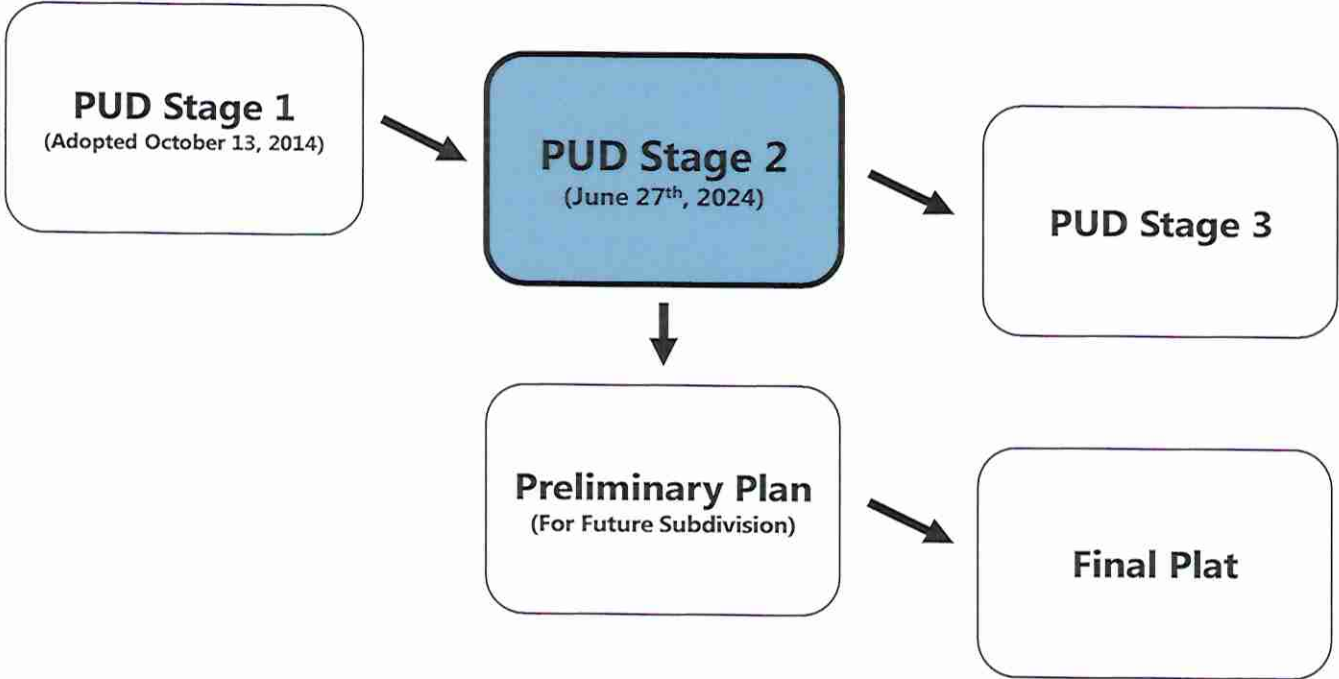 PUD Stage 1
(Adopted October 13, 2014)
PUD Stage 2
(June 27th, 2024)
PUD Stage 3
Preliminary Plan
(For Future Subdivision)
Final Plat